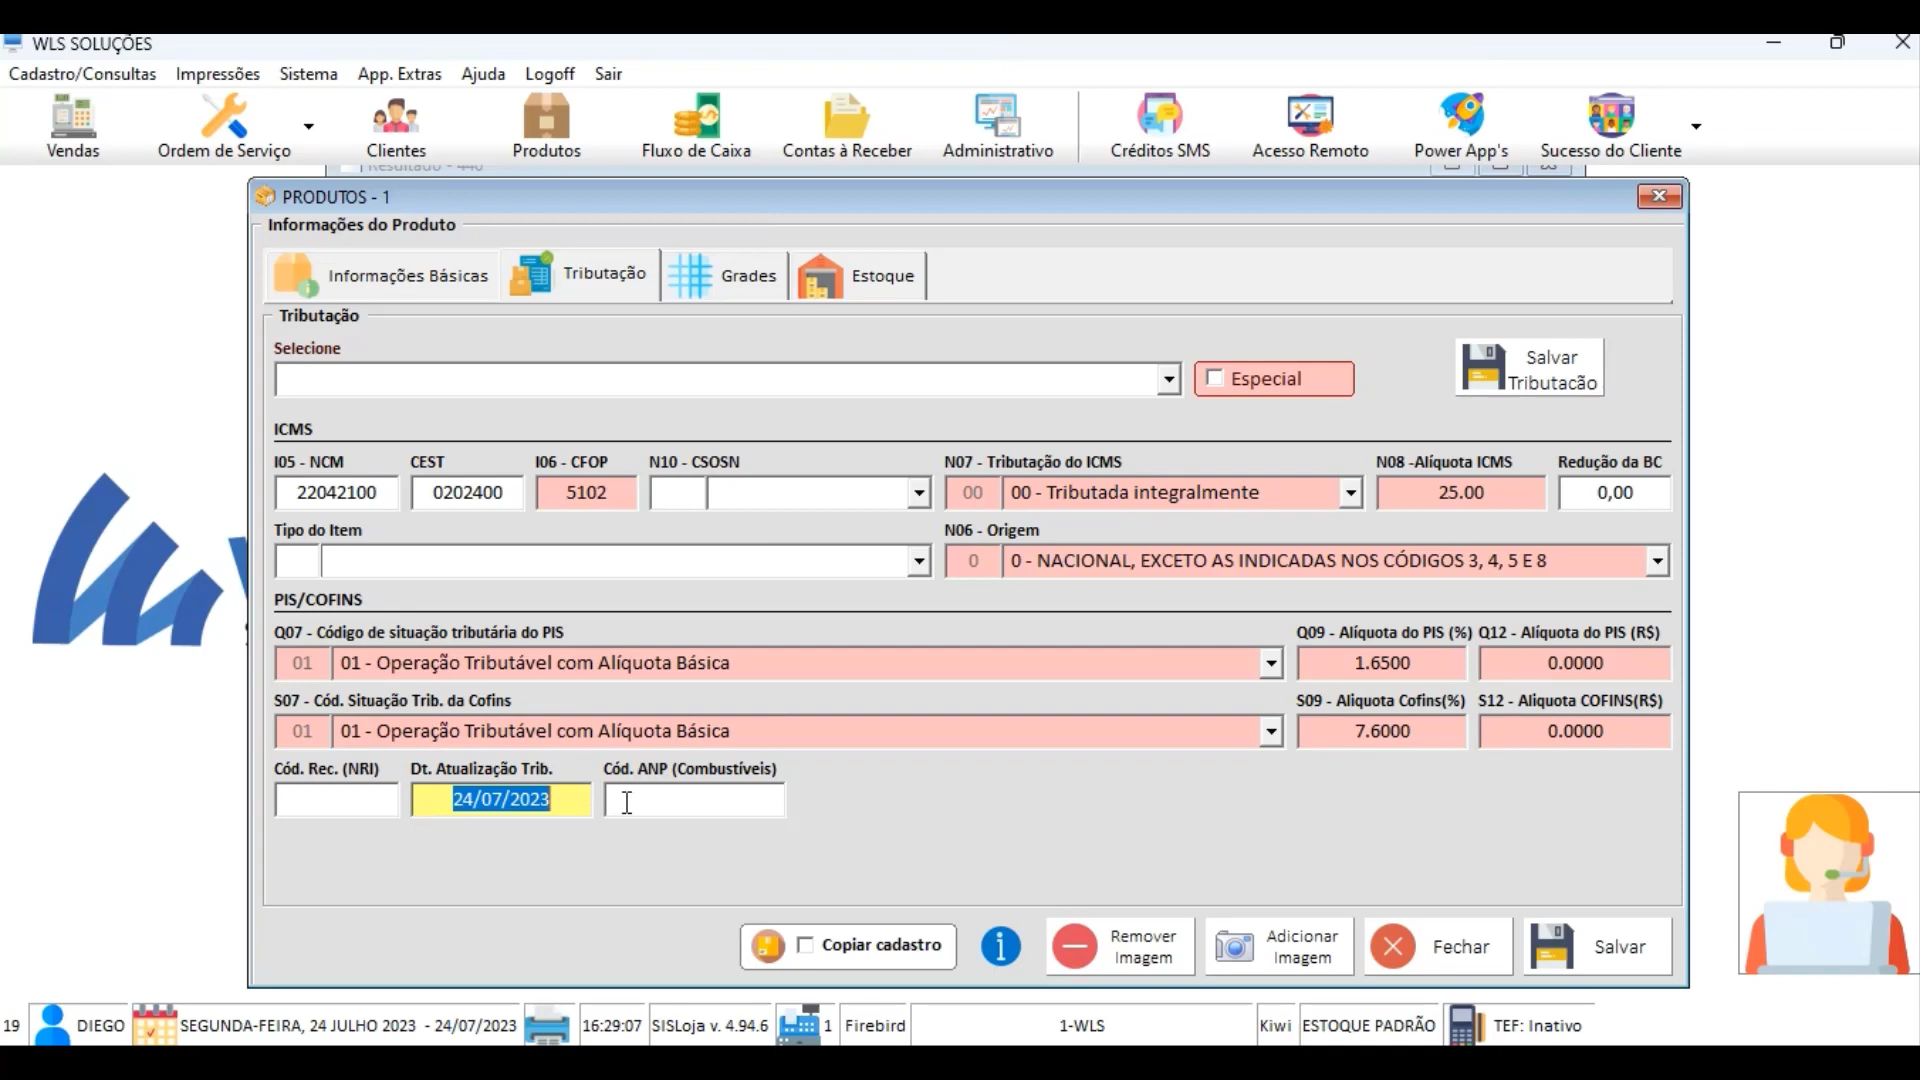 WLS SOLUÇÕES
Cadastro/Consultas Impressões Sistema App. Extras Ajuda Logoff Sair
Vendas Ordem de Serviço Clientes Produtos Fluxo de Caixa Contas à Receber Administrativo Créditos SMS Acesso Remoto Power App's Sucesso do Cliente
Resultado - 440
PRODUTOS - 1
Informações do Produto
Informações Básicas Tributação Grades Estoque
Tributação
Selecione
Especial
Salvar
Tributação
ICMS
I05 - NCM CEST I06 - CFOP N10 - CSOSN N07 - Tributação do ICMS N08 -Alíquota ICMS Redução da BC
22042100 0202400 5102 00 00 - Tributada integralmente 25.00 0,00
Tipo do Item N06 - Origem
0 0 - NACIONAL, EXCETO AS INDICADAS NOS CÓDIGOS 3, 4, 5 E 8
PIS/COFINS
Q07 - Código de situação tributária do PIS Q09 - Alíquota do PIS (%) Q12 - Alíquota do PIS (R$)
01 01 - Operação Tributável com Alíquota Básica 1.6500 0.0000
S07 - Cód. Situação Trib. da Cofins S09 - Aliquota Cofins(%) S12 - Aliquota COFINS(R$)
01 01 - Operação Tributável com Alíquota Básica 7.6000 0.0000
Cód. Rec. (NRI) Dt. Atualização Trib. Cód. ANP (Combustíveis)
24/07/2023
Copiar cadastro
Remover
Imagem
Adicionar
Imagem
Fechar
Salvar
19 DIEGO SEGUNDA-FEIRA, 24 JULHO 2023 - 24/07/2023 16:29:07 SISLoja v. 4.94.6 1 Firebird 1-WLS Kiwi ESTOQUE PADRÃO TEF: Inativo